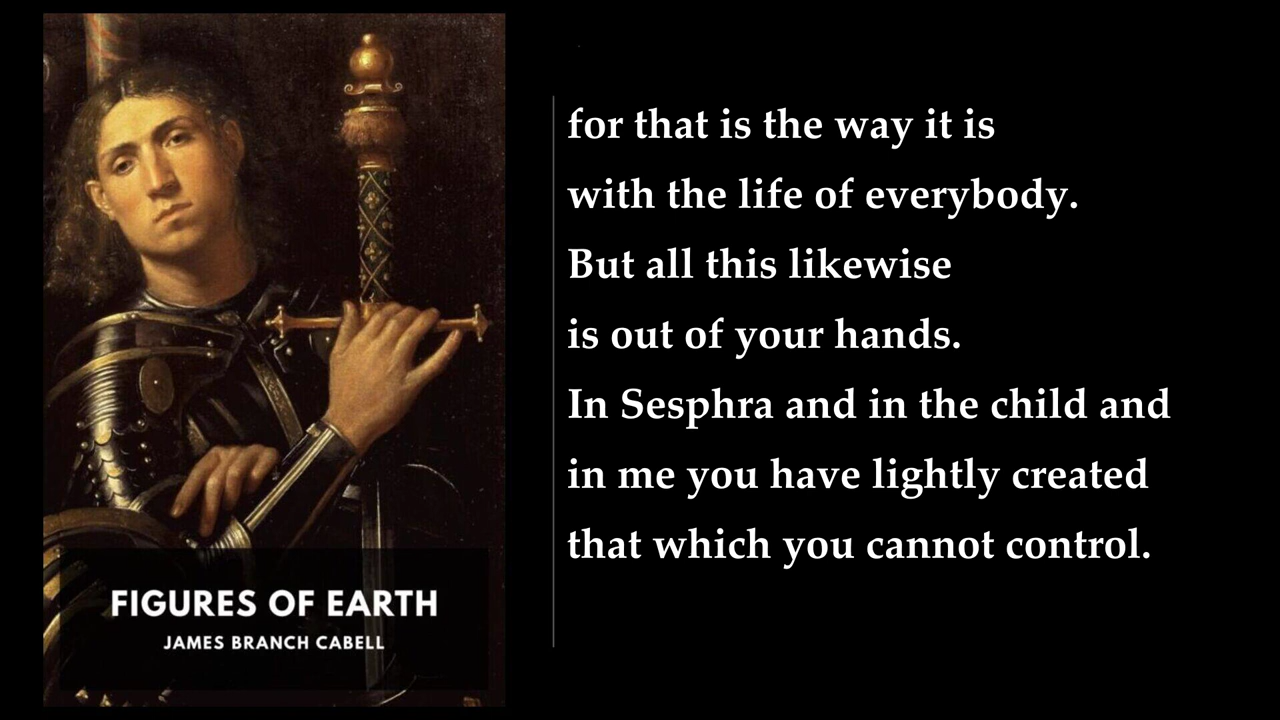 for that is the way it is
with the life of everybody.
But all this likewise
is out of your hands.
In Sesphra and in the child and
in me you have lightly created
that which you cannot control.
FIGURES OF EARTH
JAMES BRANCH CABELL